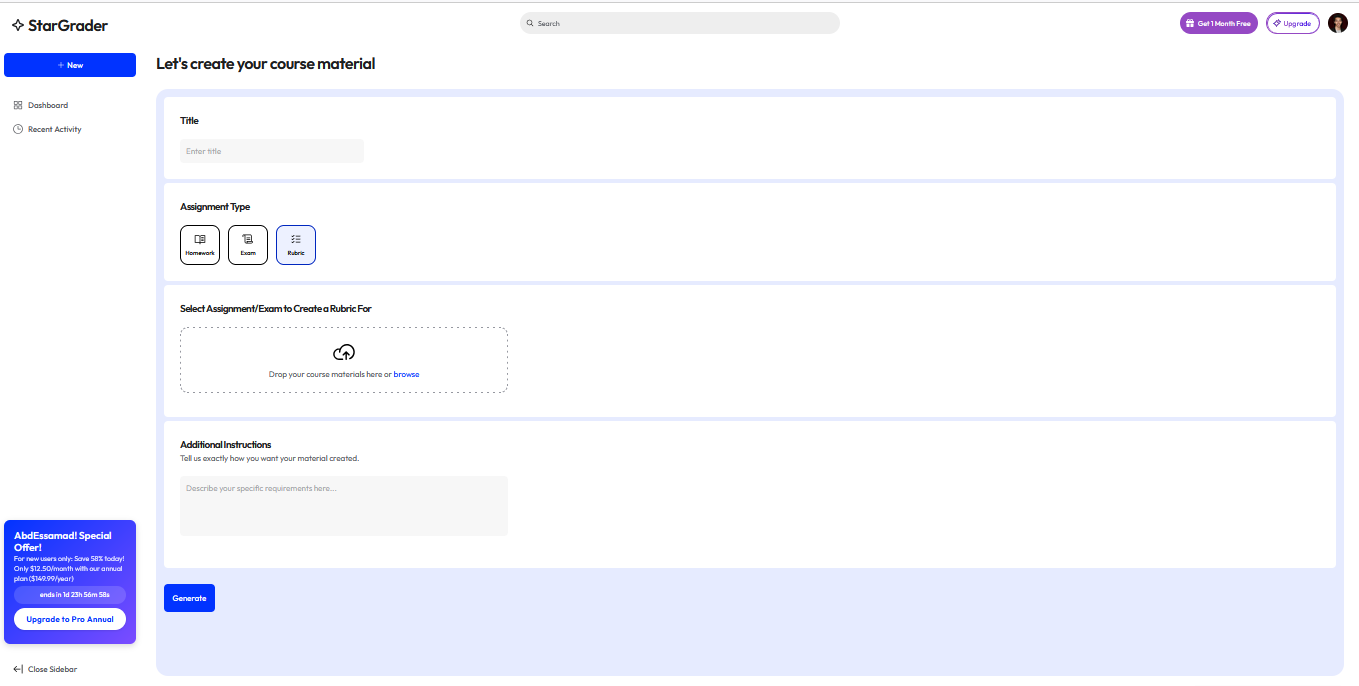 StarGrader
Search
Get 1 Month Free
Upgrade
+ New
Dashboard
Recent Activity
Let's create your course material
Title
Enter title
Assignment Type
Homework
Exam
Rubric
Select Assignment/Exam to Create a Rubric For
Drop your course materials here or browse
Additional Instructions
Tell us exactly how you want your material created.
Describe your specific requirements here...
Generate
AbdEssamad! Special
Offer!
For new users only: Save 58% today!
Only $12.50/month with our annual
plan ($149.99/year)
ends in 1d 23h 56m 58s
Upgrade to Pro Annual
Close Sidebar